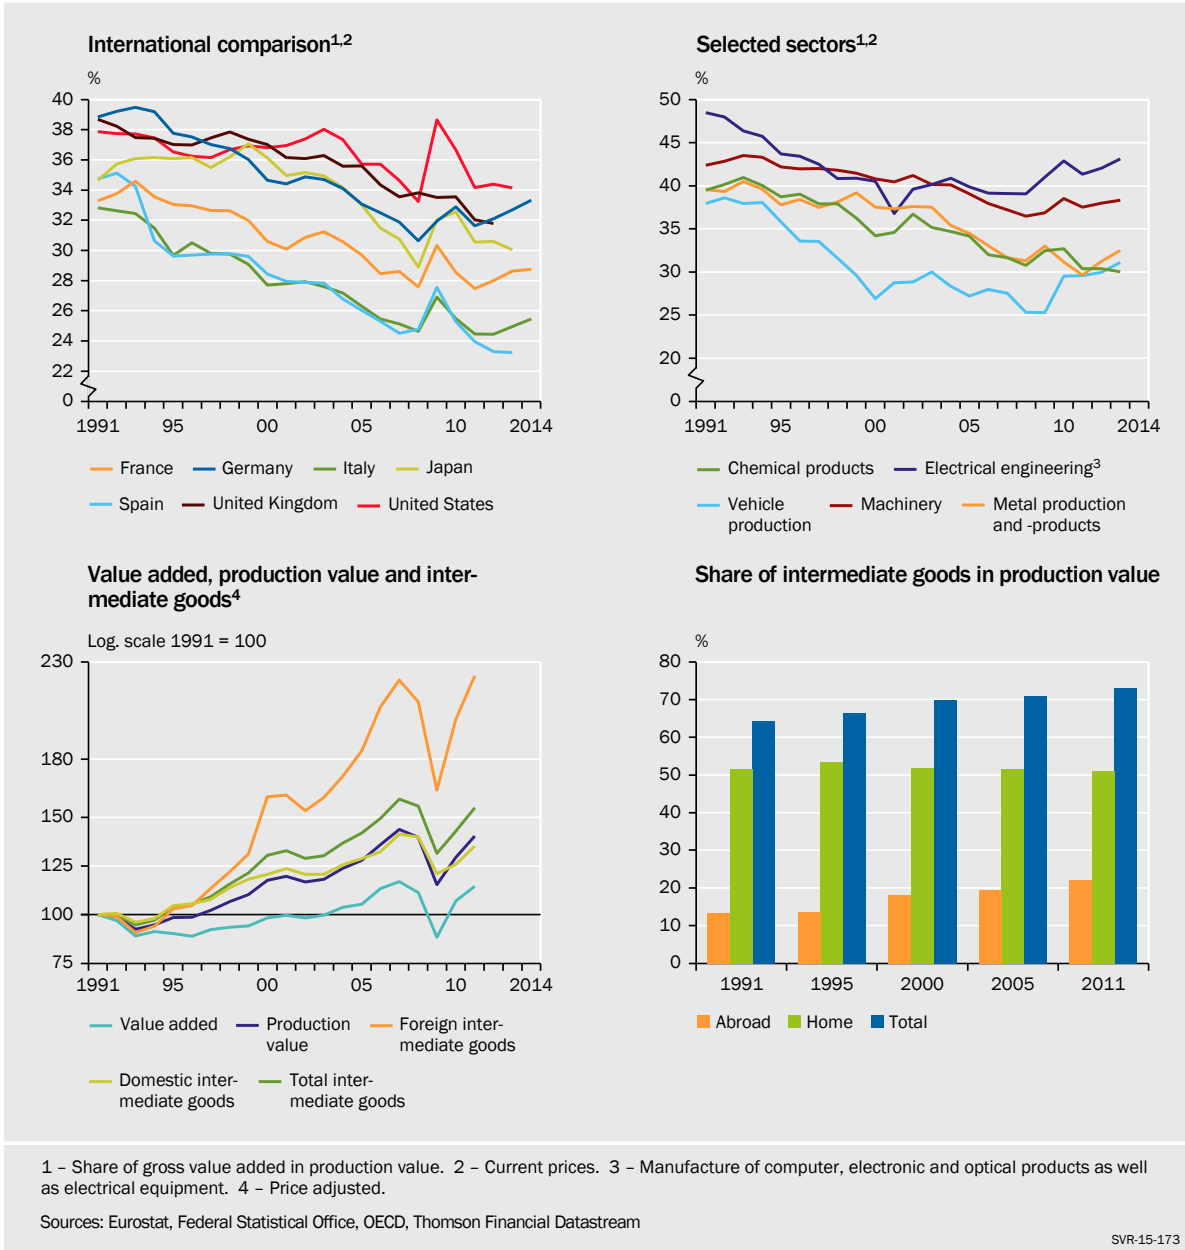 International comparison1,2
%
40
38
36
34
32
30
28
26
24
22
0
1991 95 00 05 10 2014
France Germany Italy Japan
Spain United Kingdom United States
Selected sectors1,2
%
50
45
40
35
30
25
20
0
1991 00 05 10 2014
Chemical products Electrical engineering3
Vehicle production Machinery Metal production and -products
Value added, production value and inter-
mediate goods4
Log. scale 1991 = 100
230
180
150
125
100
75
1991 95 00 05 10 2014
Value added Production value Foreign inter-mediate goods
Domestic inter-mediate goods Total inter-mediate goods
Share of intermediate goods in production value
%
80
70
60
50
40
30
20
10
0
1991 1995 2000 2005 2011
Abroad Home Total
1 – Share of gross value added in production value. 2 – Current prices. 3 – Manufacture of computer, electronic and optical products as well
as electrical equipment. 4 – Price adjusted.
Sources: Eurostat, Federal Statistical Office, OECD, Thomson Financial Datastream
SVR-15-173